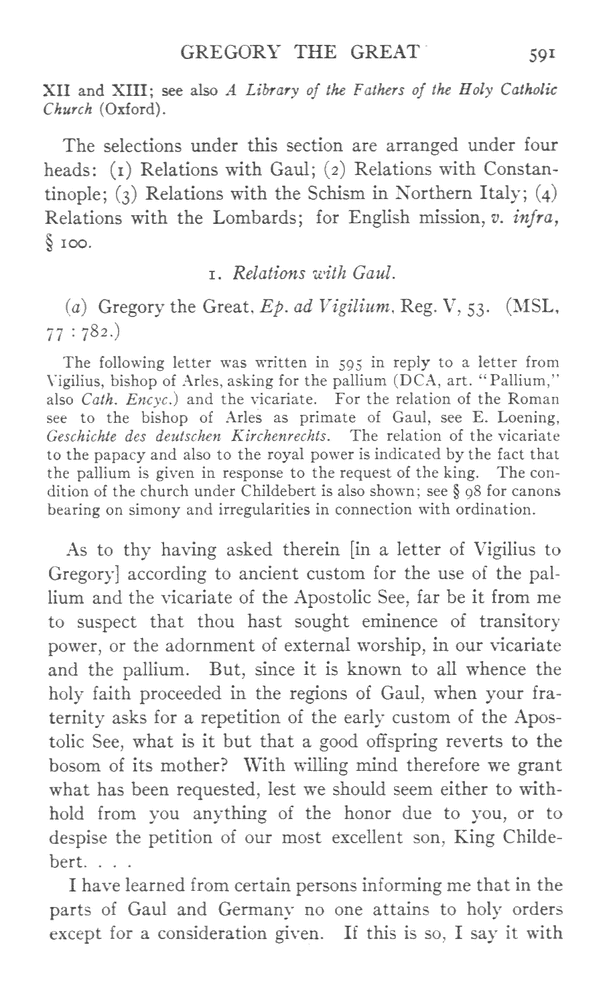 GREGORY THE GREAT 591
XII and XIII; see also A Library of the Fathers of the Holy Catholic
Church (Oxford).
The selections under this section are arranged under four
heads: (1) Relations with Gaul; (2) Relations with Constan-
tinople; (3) Relations with the Schism in Northern Italy; (4)
Relations with the Lombards; for English mission, v. infra,
§ 100.
1. Relations with Gaul.
(a) Gregory the Great, Ep. ad Vigilium, Reg. V, 53. (MSL,
77 : 782.)
The following letter was written in 595 in reply to a letter from
Vigilius, bishop of Arles, asking for the pallium (DCA, art. "Pallium,"
also Cath. Encyc.) and the vicariate. For the relation of the Roman
see to the bishop of Arles as primate of Gaul, see E. Loening,
Geschichte des deutschen Kirchenrechts. The relation of the vicariate
to the papacy and also to the royal power is indicated by the fact that
the pallium is given in response to the request of the king. The con-
dition of the church under Childebert is also shown; see § 98 for canons
bearing on simony and irregularities in connection with ordination.
As to thy having asked therein [in a letter of Vigilius to
Gregory] according to ancient custom for the use of the pal-
lium and the vicariate of the Apostolic See, far be it from me
to suspect that thou hast sought eminence of transitory
power, or the adornment of external worship, in our vicariate
and the pallium. But, since it is known to all whence the
holy faith proceeded in the regions of Gaul, when your fra-
ternity asks for a repetition of the early custom of the Apos-
tolic See, what is it but that a good offspring reverts to the
bosom of its mother? With willing mind therefore we grant
what has been requested, lest we should seem either to with-
hold from you anything of the honor due to you, or to
despise the petition of our most excellent son, King Childe-
bert. . . .
I have learned from certain persons informing me that in the
parts of Gaul and Germany no one attains to holy orders
except for a consideration given. If this is so, I say it with